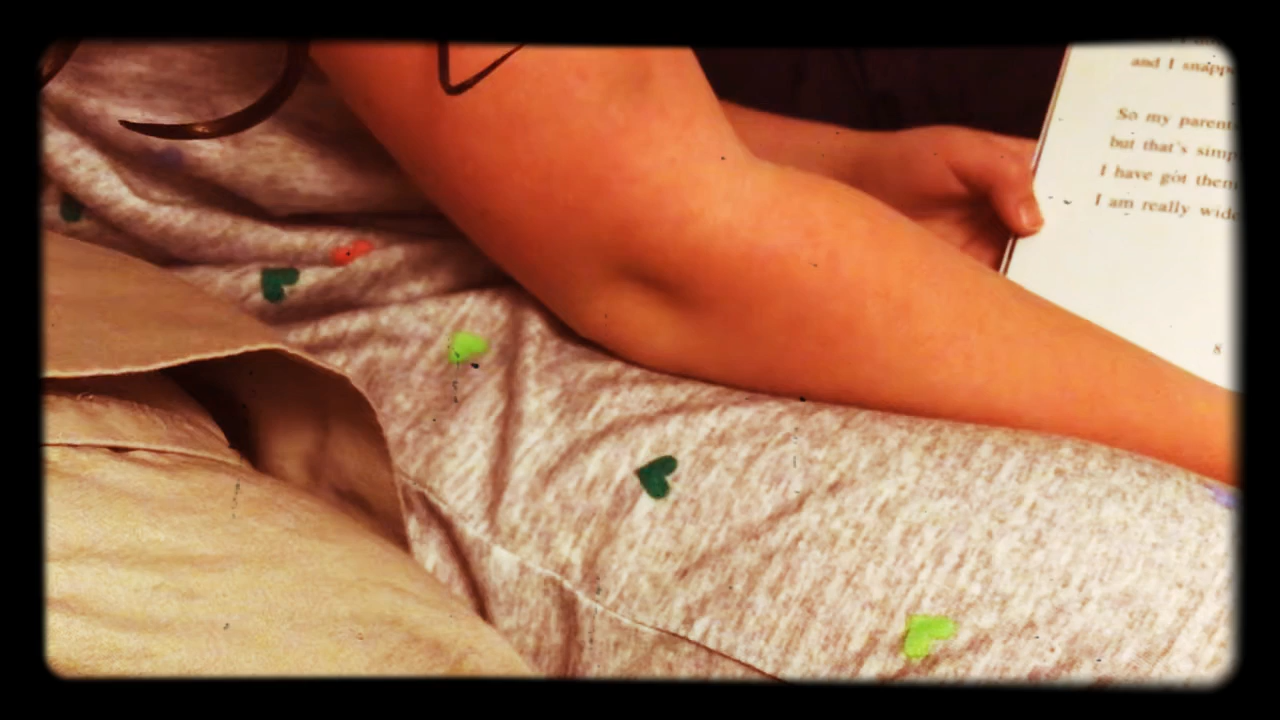 and I snapp
So my parent
but that's simp
I have got them
I am really wide
8